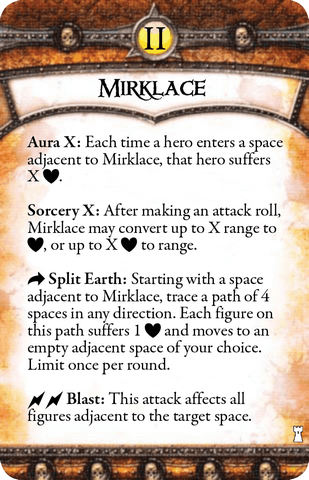 II
Mirklace
Aura X: Each time a hero enters a space
adjacent to Mirklace, that hero suffers
X ♥.
Sorcery X: After making an attack roll,
Mirklace may convert up to X range to
♥, or up to X ♥ to range.
Split Earth: Starting with a space
adjacent to Mirklace, trace a path of 4
spaces in any direction. Each figure on
this path suffers 1 ♥ and moves to an
empty adjacent space of your choice.
Limit once per round.
Blast: This attack affects all
figures adjacent to the target space.